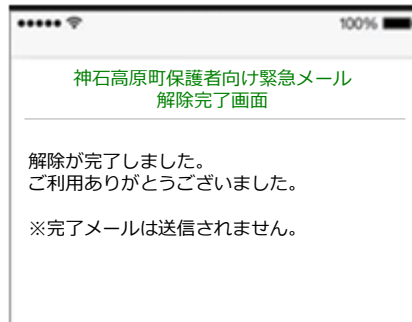 100%
神石高原町保護者向け緊急メール
解除完了画面
解除が完了しました。
ご利用ありがとうございました。
※完了メールは送信されません。